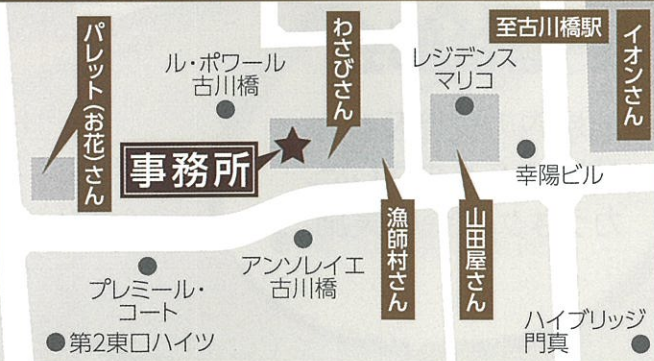 至古川橋駅
イオンさん
わさびさん
レジデンス
マリコ
ル・ポワール
古川橋
パレット(お花)さん
事務所
幸陽ビル
漁師村さん
山田屋さん
アンソレイエ
古川橋
プレミール・
コート
第2東口ハイツ
ハイブリッジ
門真